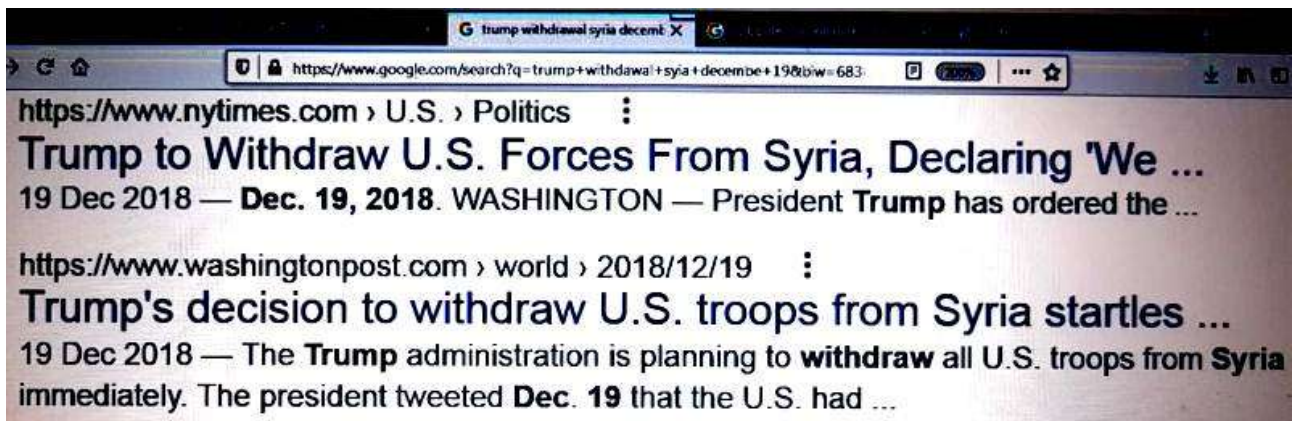 G trump withdrawal syria decemb X G
https://www.google.com/search?q=trump+withdawal+syia+decembe+19&biw=683
https://www.nytimes.com › U.S. › Politics
Trump to Withdraw U.S. Forces From Syria, Declaring 'We ...
19 Dec 2018 — Dec. 19, 2018. WASHINGTON — President Trump has ordered the ...
https://www.washingtonpost.com › world › 2018/12/19
Trump's decision to withdraw U.S. troops from Syria startles ...
19 Dec 2018 — The Trump administration is planning to withdraw all U.S. troops from Syria
immediately. The president tweeted Dec. 19 that the U.S. had ...